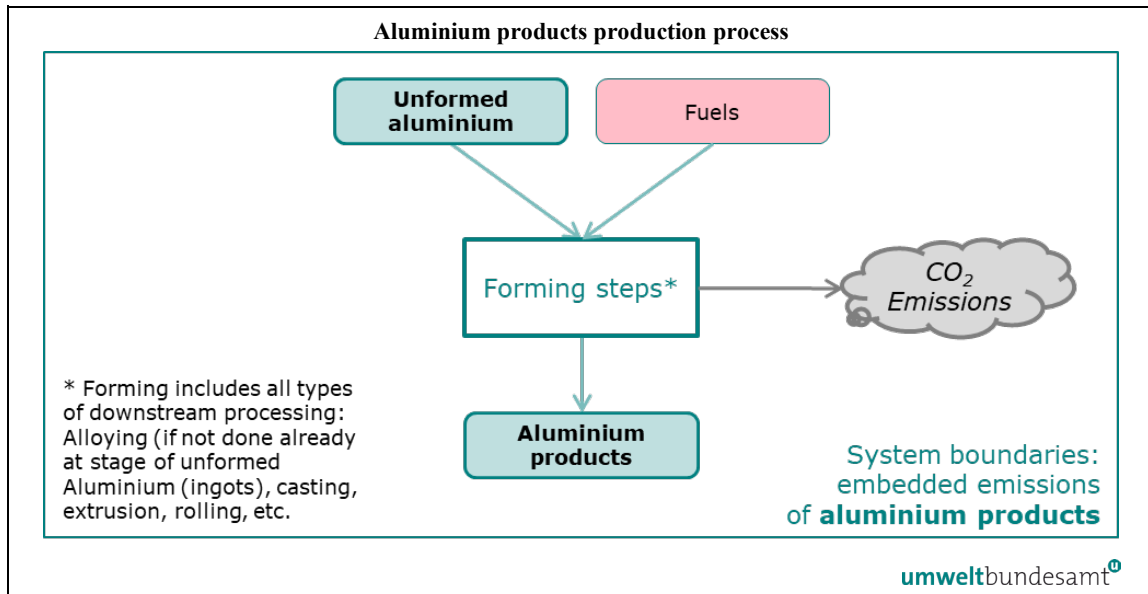 Aluminium products production process
Unformed
aluminium
Fuels
Forming steps*
CO2
Emissions
* Forming includes all types
of downstream processing:
Alloying (if not done already
at stage of unformed
Aluminium (ingots), casting,
extrusion, rolling, etc.
Aluminium
products
System boundaries:
embedded emissions
of aluminium products
umweltbundesamt
u